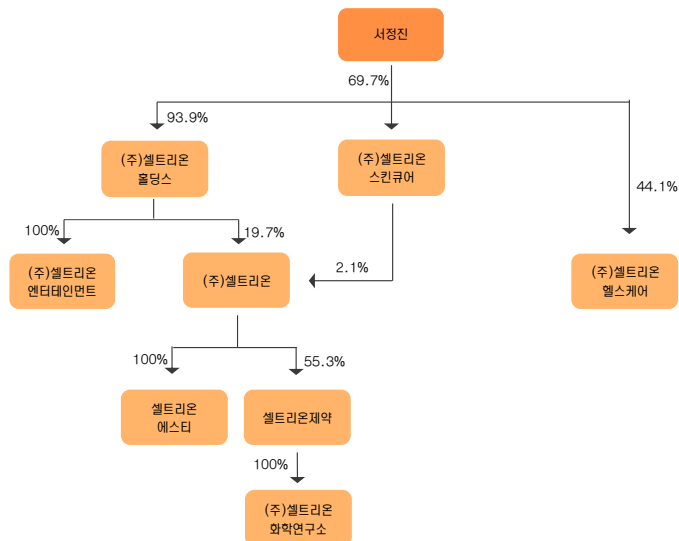 서정진
69.7%
93.9%
(주)셀트리온
홀딩스
(주)셀트리온
스킨큐어
44.1%
100%
19.7%
(주)셀트리온
엔터테인먼트
(주)셀트리온
2.1%
(주)셀트리온
헬스케어
100%
55.3%
셀트리온
에스티
셀트리온제약
100%
(주)셀트리온
화학연구소